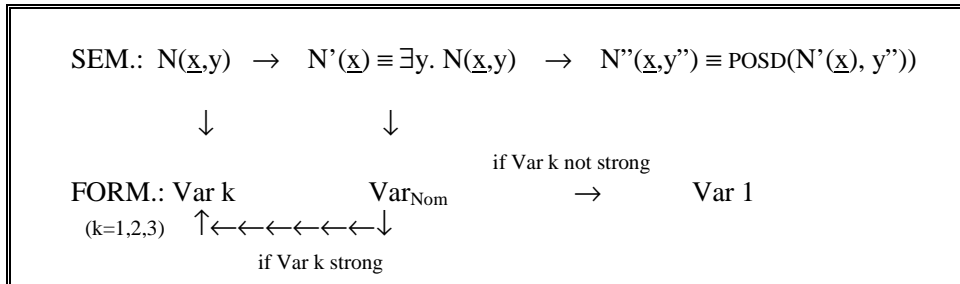 SEM.: N(x,y) → N'(x) ≡ ∃y. N(x,y) → N"(x,y") ≡ POSD(N'(x), y"))
↓ ↓
if Var k not strong
FORM.: Var k Var_Nom → Var 1
(k=1,2,3) ↑←←←←←←↓
if Var k strong